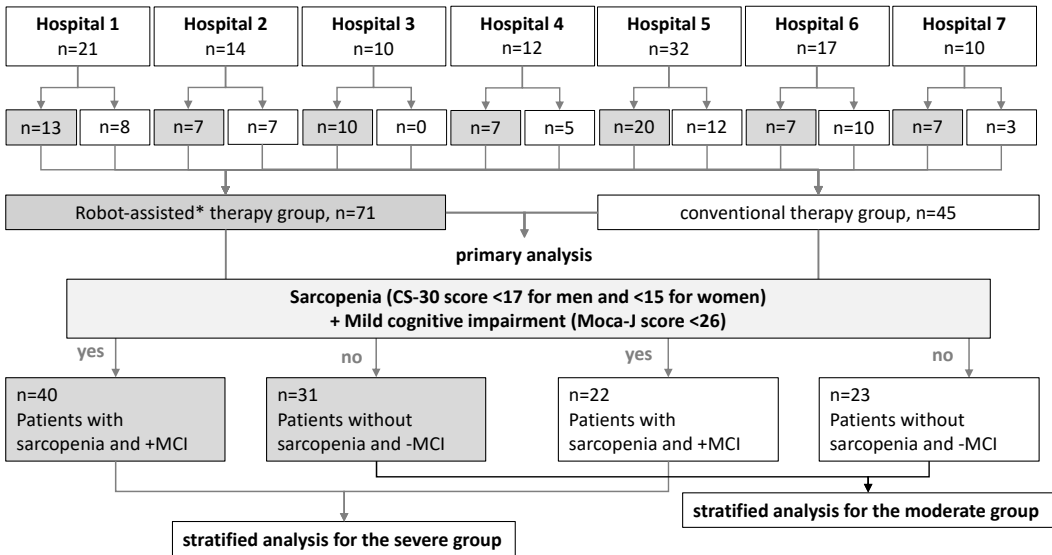 Hospital 1
n=21
Hospital 2
n=14
Hospital 3
n=10
Hospital 4
n=12
Hospital 5
n=32
Hospital 6
n=17
Hospital 7
n=10
n=13
n=8
n=7
n=7
n=10
n=0
n=7
n=5
n=20
n=12
n=7
n=10
n=7
n=3
Robot-assisted* therapy group, n=71
conventional therapy group, n=45
primary analysis
Sarcopenia (CS-30 score <17 for men and <15 for women)
+ Mild cognitive impairment (Moca-J score <26)
yes
no
yes
no
n=40
Patients with
sarcopenia and +MCI
n=31
Patients without
sarcopenia and -MCI
n=22
Patients with
sarcopenia and +MCI
n=23
Patients without
sarcopenia and -MCI
stratified analysis for the moderate group
stratified analysis for the severe group